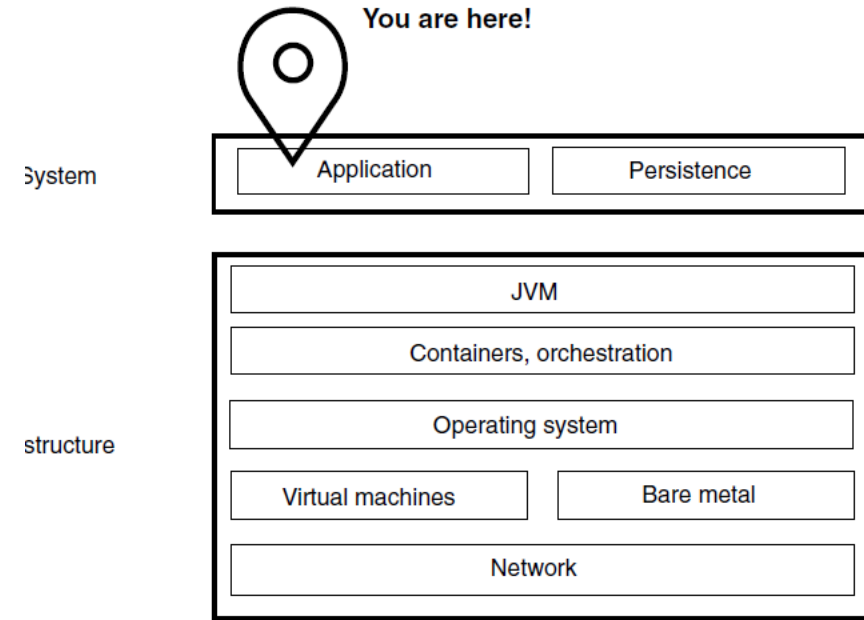 You are here!
System
Application
Persistence
JVM
Containers, orchestration
Operating system
structure
Virtual machines
Bare metal
Network